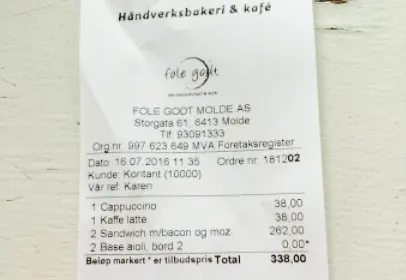 Håndverksbakeri & kafé
fole godt
FOLE GODT MOLDE AS
Storgata 61, 6413 Molde
Tlf: 93091333
Org nr: 997 623 649 MVA Foretaksregister
Dato: 16.07.2016 11:35 Ordre nr: 181202
Kunde: Kontant (10000)
Vår ref: Karen
1 Cappuccino 38,00
1 Kaffe latte 38,00
2 Sandwich m/bacon og moz 262,00
2 Base aioli, bord 2 0,00*
Beløp markert * er tilbudspris Total 338,00